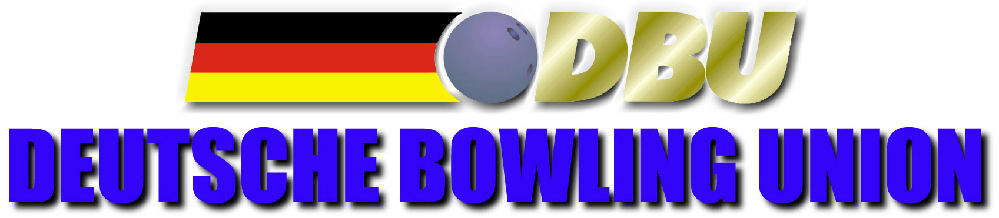 DBU
DEUTSCHE BOWLING UNION